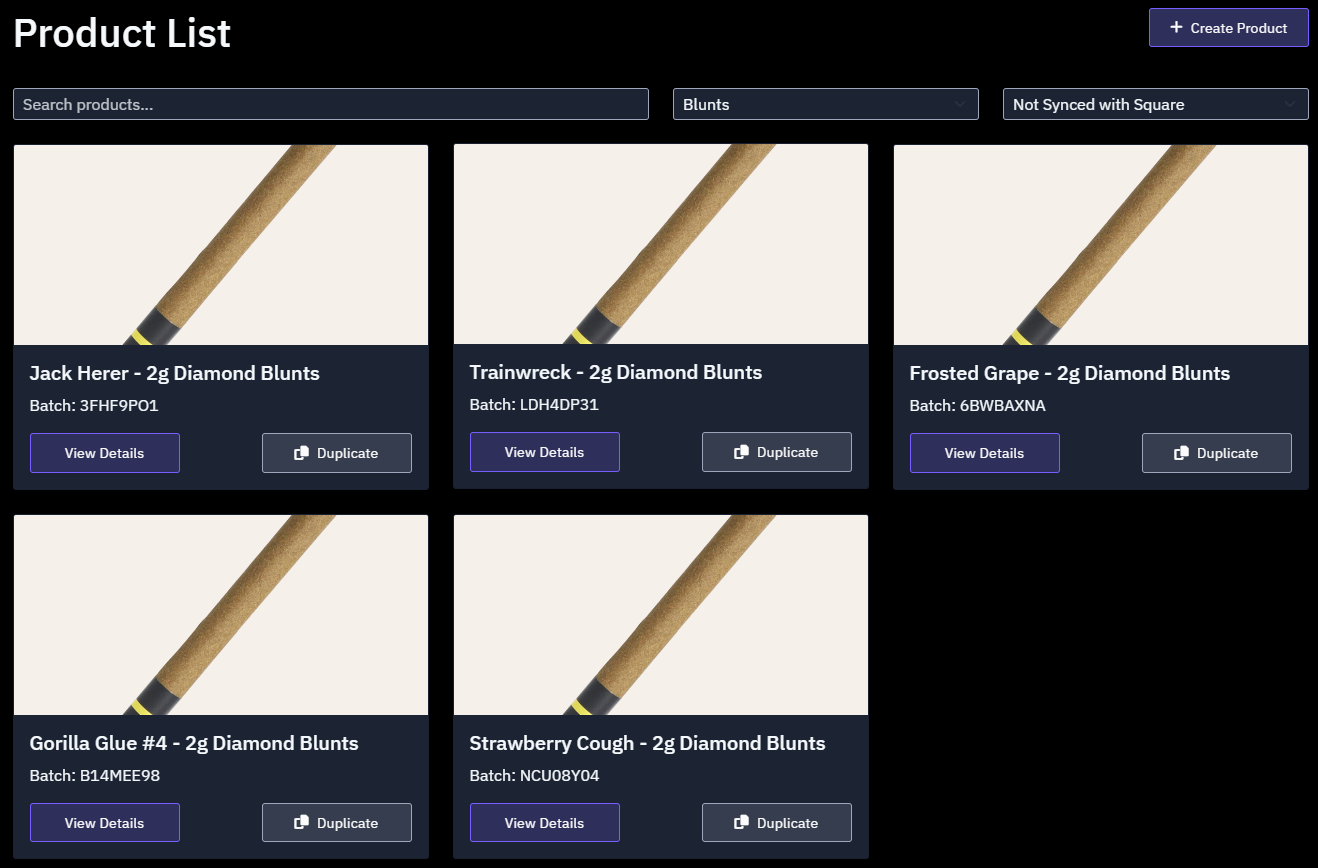 Product List
Create Product
Search products...
Blunts
Not Synced with Square
Jack Herer - 2g Diamond Blunts
Batch: 3FHF9PO1
View Details
Duplicate
Trainwreck - 2g Diamond Blunts
Batch: LDH4DP31
View Details
Duplicate
Frosted Grape - 2g Diamond Blunts
Batch: 6BWBAXNA
View Details
Duplicate
Gorilla Glue #4 - 2g Diamond Blunts
Batch: B14MEE98
View Details
Duplicate
Strawberry Cough - 2g Diamond Blunts
Batch: NCU08Y04
View Details
Duplicate